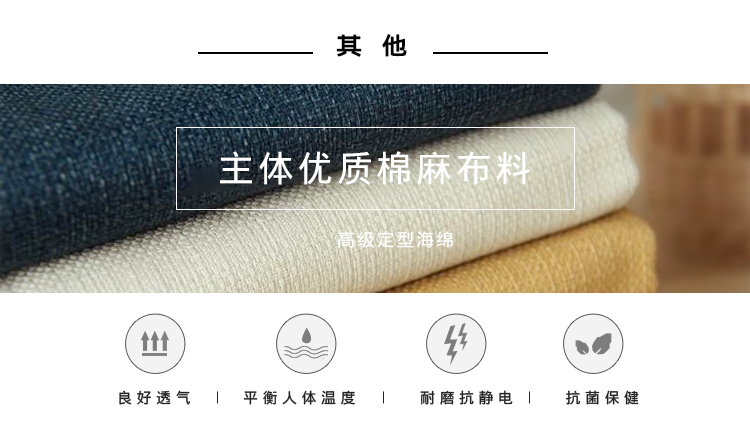 其 他
主体优质棉麻布料
高级定型海绵
良好透气 | 平衡人体温度 | 耐磨抗静电 | 抗菌保健